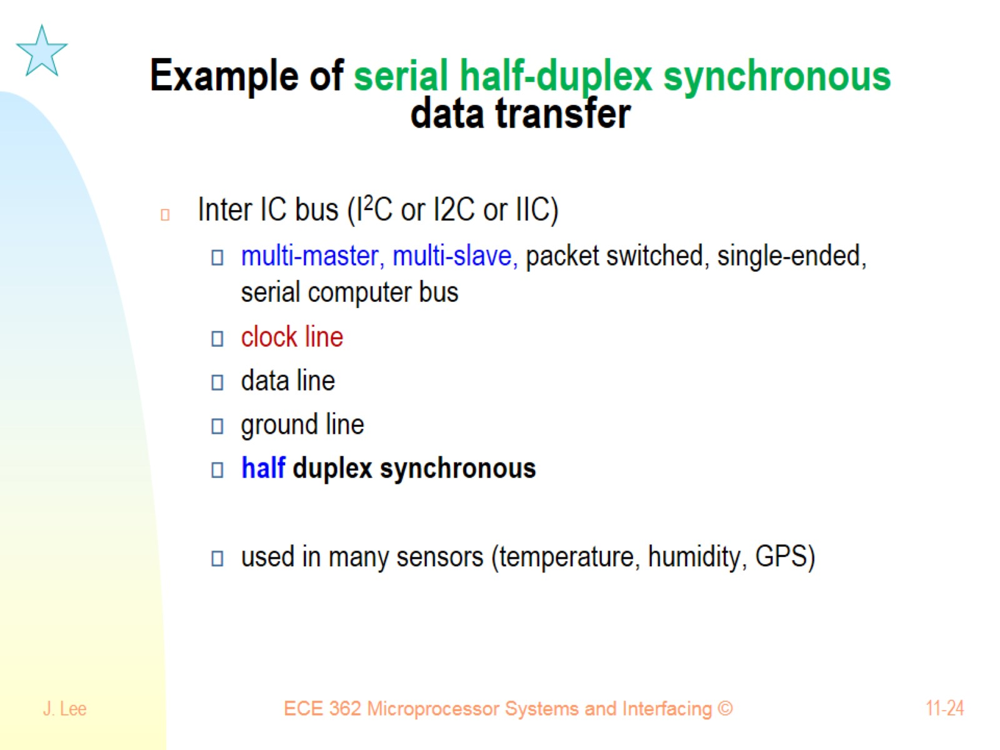 Example of serial half-duplex synchronous
data transfer
Inter IC bus (I²C or I2C or IIC)
multi-master, multi-slave, packet switched, single-ended,
serial computer bus
clock line
data line
ground line
half duplex synchronous
used in many sensors (temperature, humidity, GPS)
J. Lee
ECE 362 Microprocessor Systems and Interfacing ©
11-24